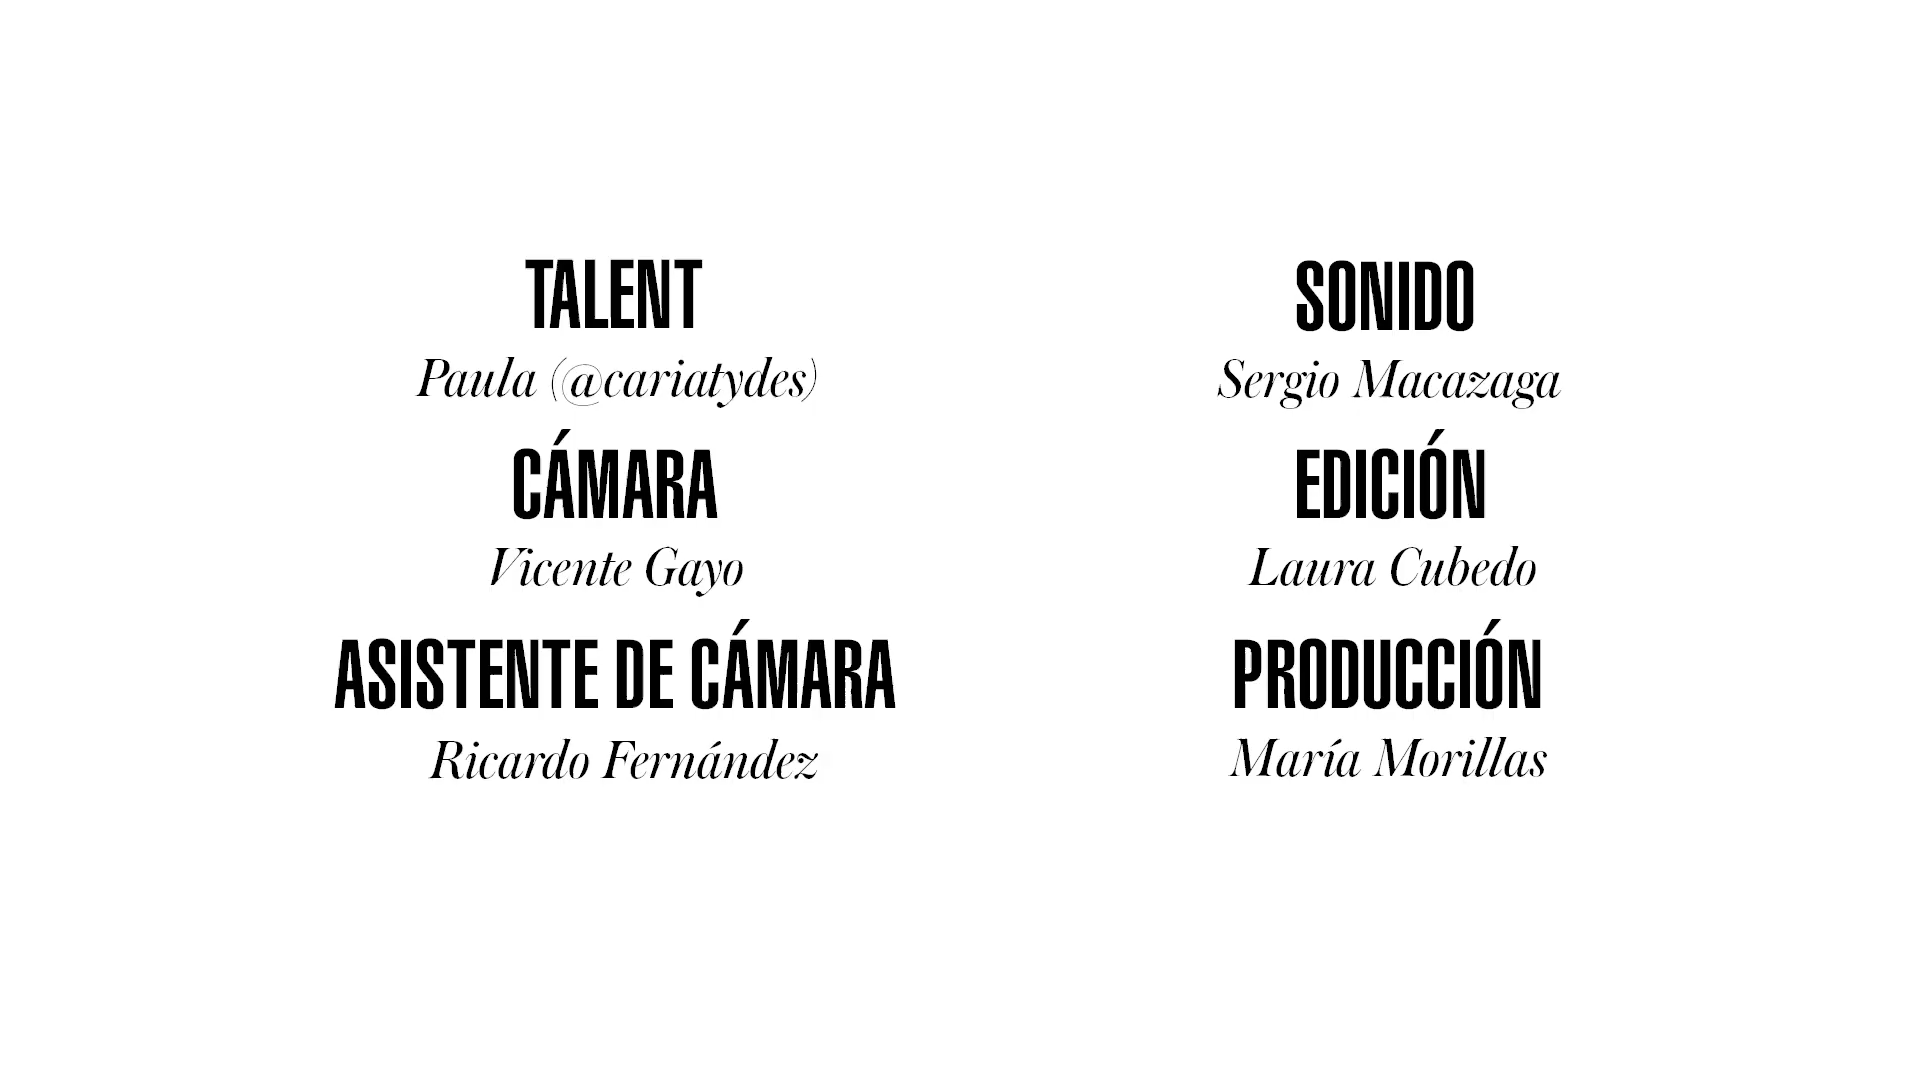 TALENT
Paula (@cariatydes)
CÁMARA
Vicente Gayo
ASISTENTE DE CÁMARA
Ricardo Fernández
SONIDO
Sergio Macazaga
EDICIÓN
Laura Cubedo
PRODUCCIÓN
María Morillas